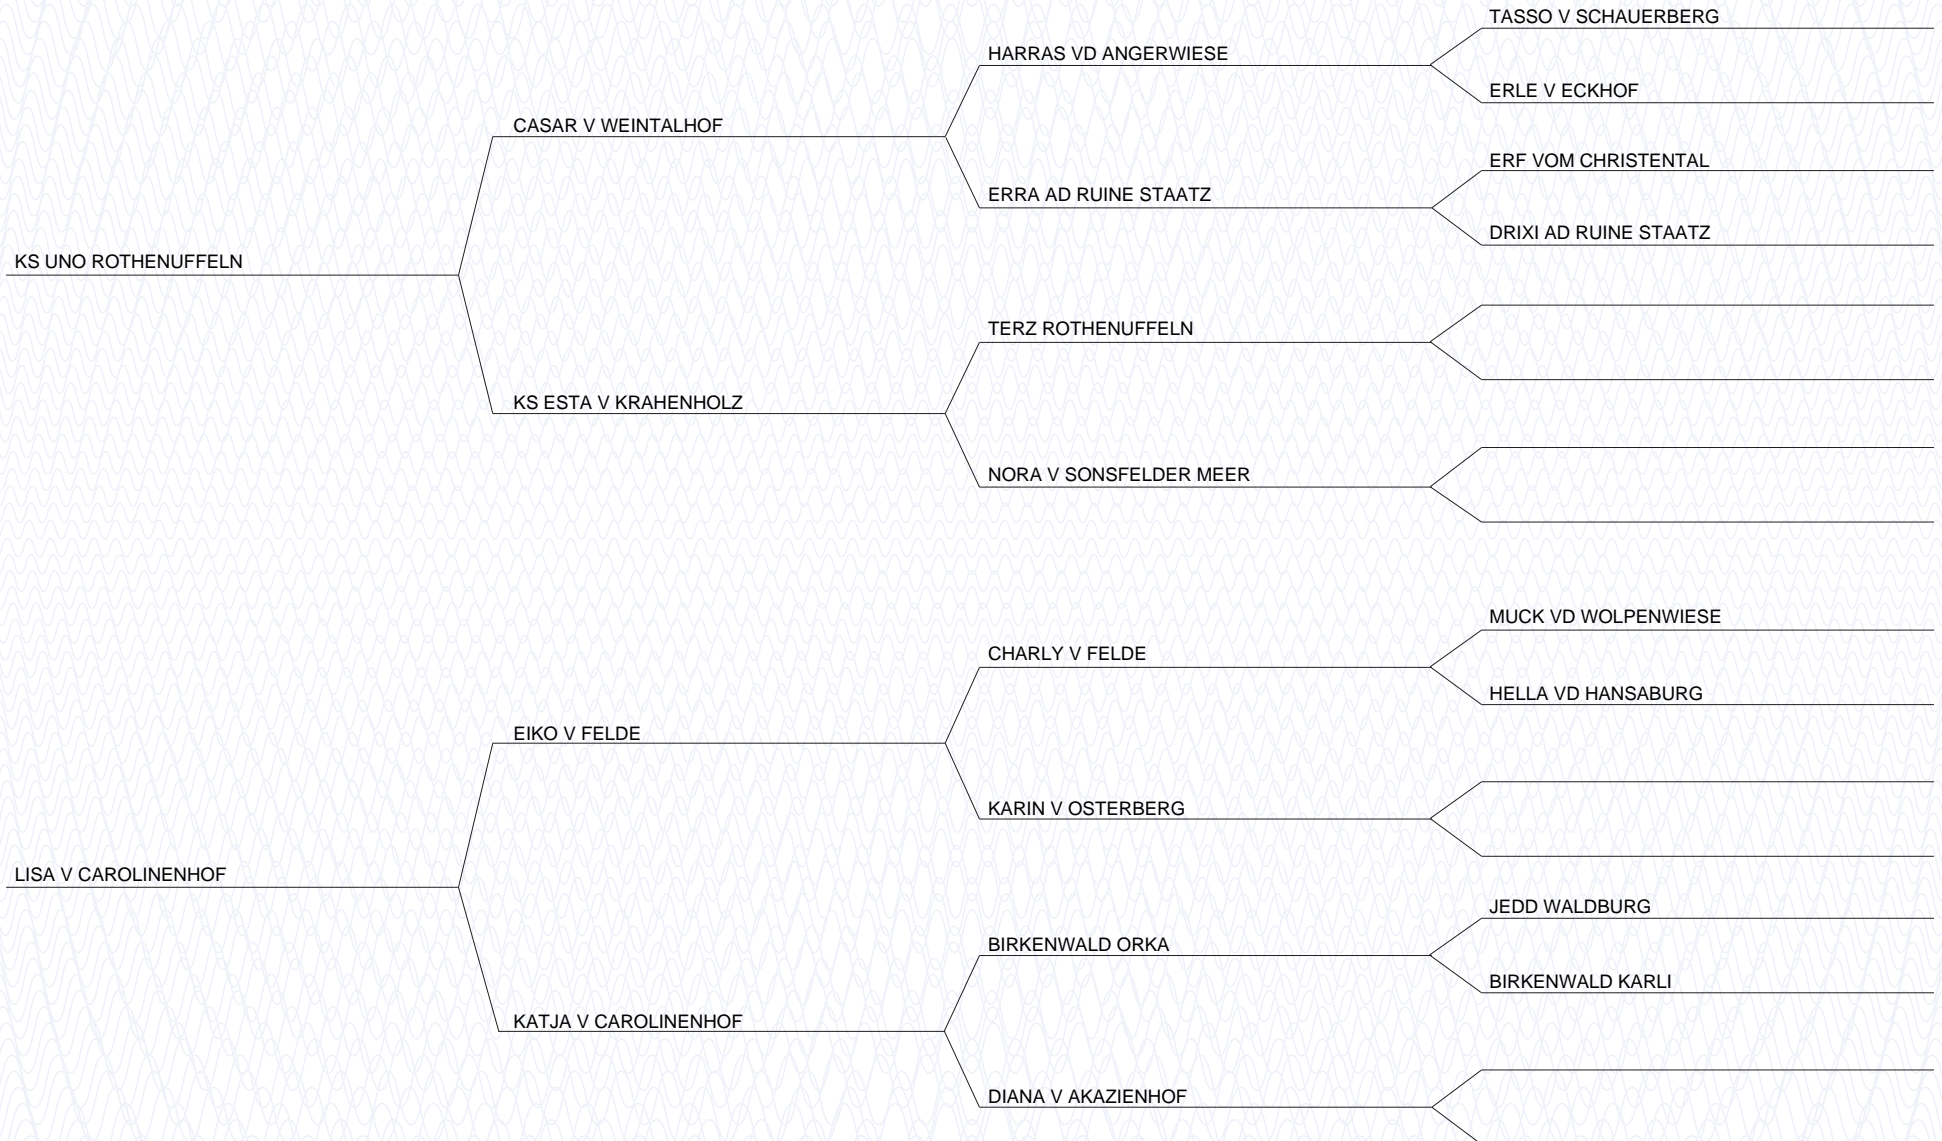 TASSO V SCHAUERBERG
HARRAS VD ANGERWIESE
ERLE V ECKHOF
CASAR V WEINTALHOF
ERF VOM CHRISTENTAL
ERRA AD RUINE STAATZ
DRIXI AD RUINE STAATZ
KS UNO ROTHENUFFELN
TERZ ROTHENUFFELN
KS ESTA V KRAHENHOLZ
NORA V SONSFELDER MEER
MUCK VD WOLPENWIESE
CHARLY V FELDE
HELLA VD HANSABURG
EIKO V FELDE
KARIN V OSTERBERG
LISA V CAROLINENHOF
JEDD WALDBURG
BIRKENWALD ORKA
BIRKENWALD KARLI
KATJA V CAROLINENHOF
DIANA V AKAZIENHOF